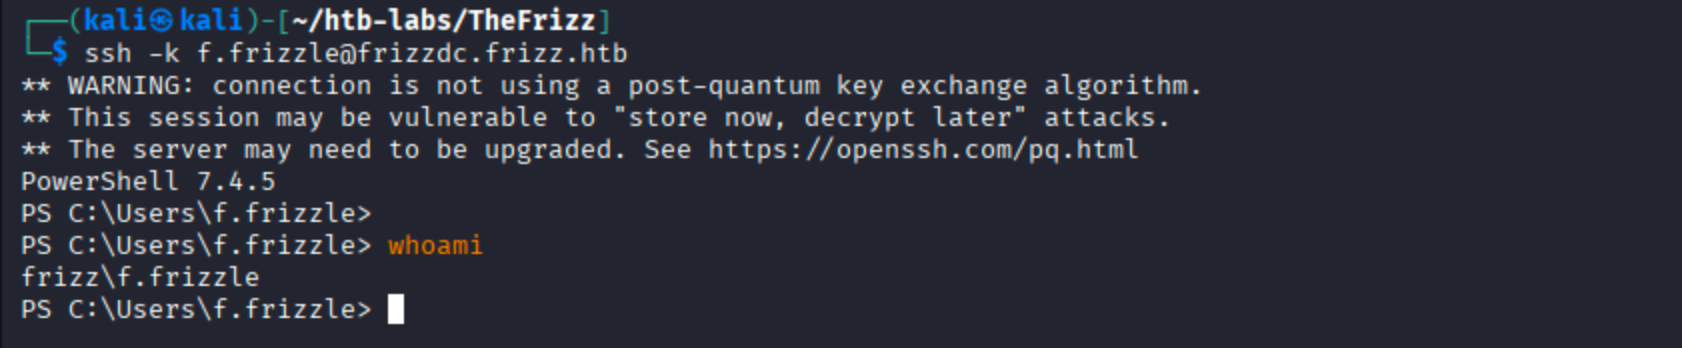 ┌──(kali㉿kali)-[~/htb-labs/TheFrizz]
└─$ ssh -k f.frizzle@frizzdc.frizz.htb
** WARNING: connection is not using a post-quantum key exchange algorithm.
** This session may be vulnerable to "store now, decrypt later" attacks.
** The server may need to be upgraded. See https://openssh.com/pq.html
PowerShell 7.4.5
PS C:\Users\f.frizzle>
PS C:\Users\f.frizzle> whoami
frizz\f.frizzle
PS C:\Users\f.frizzle>